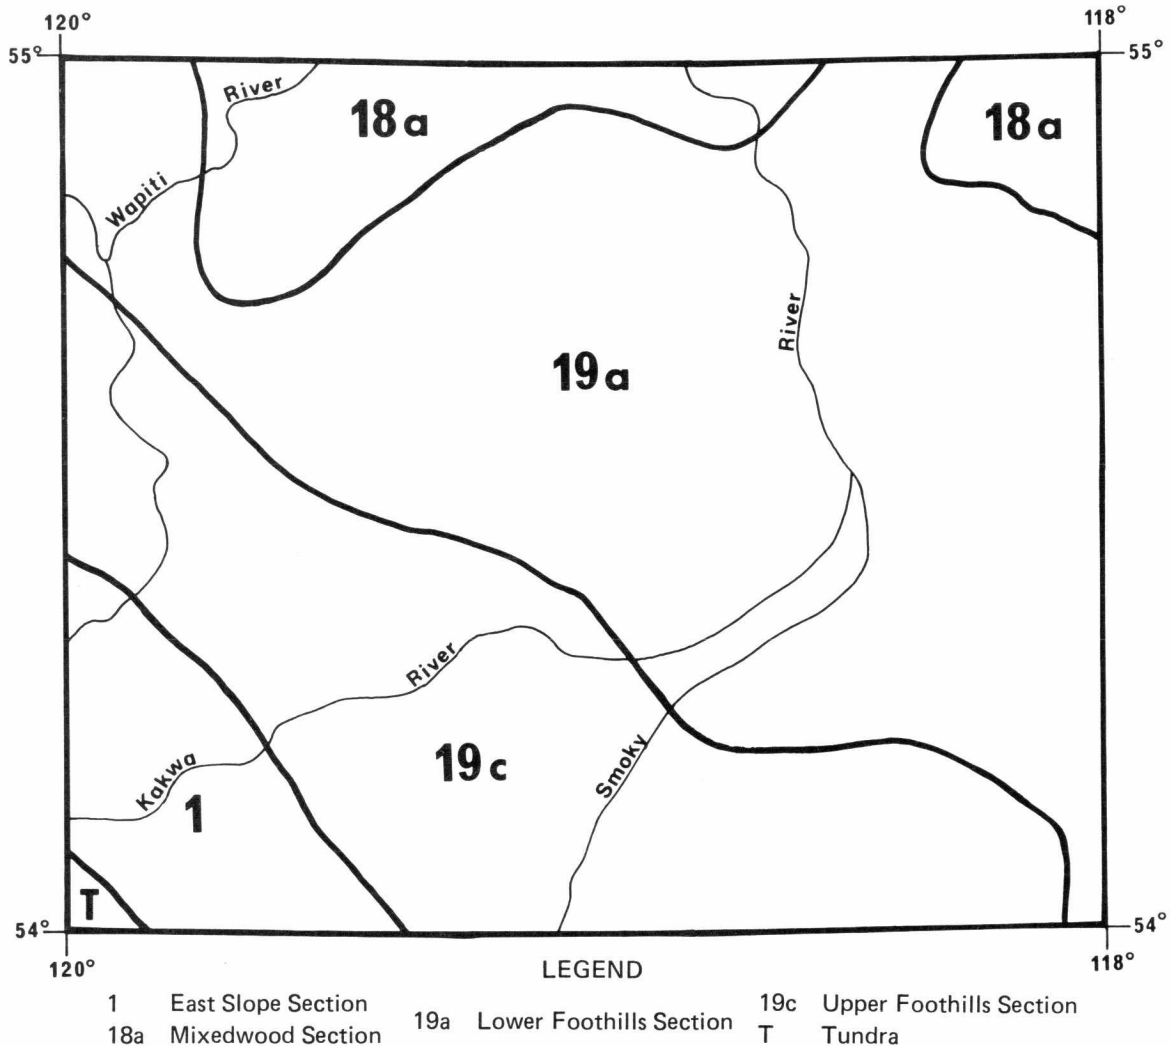 120°
118°
55°
55°
River
18a
18a
Wapiti
River
19a
River
Kakwa
19c
Smoky
1
T
54°
54°
120°
118°
LEGEND
1 East Slope Section
18a Mixedwood Section
19a Lower Foothills Section
19c Upper Foothills Section
T Tundra